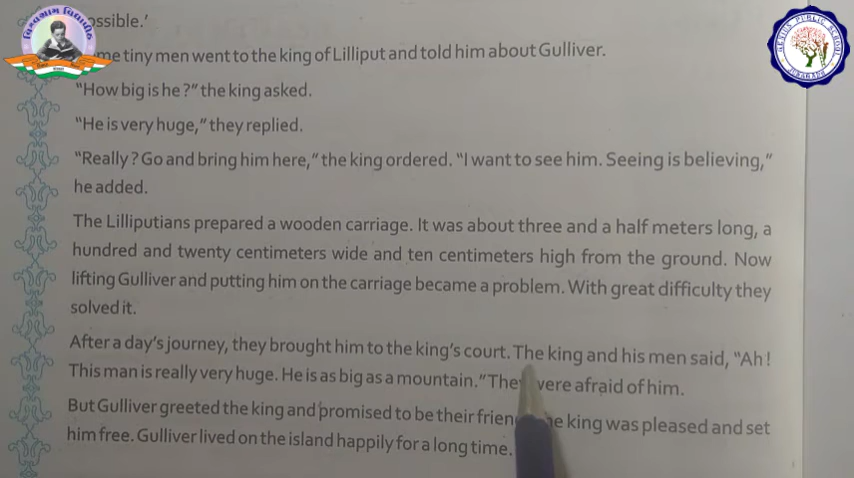 ossible.'
me tiny men went to the king of Lilliput and told him about Gulliver.
"How big is he ?" the king asked.
"He is very huge," they replied.
"Really ? Go and bring him here," the king ordered. "I want to see him. Seeing is believing,"
he added.
The Lilliputians prepared a wooden carriage. It was about three and a half meters long, a
hundred and twenty centimeters wide and ten centimeters high from the ground. Now
lifting Gulliver and putting him on the carriage became a problem. With great difficulty they
solved it.
After a day's journey, they brought him to the king's court. The king and his men said, "Ah !
This man is really very huge. He is as big as a mountain." They were afraid of him.
But Gulliver greeted the king and promised to be their frien he king was pleased and set
him free. Gulliver lived on the island happily for a long time.
વિશ્વગ્રામ વિદ્યાપીઠ
PUBLIC SCHOOL
JUNAGADH